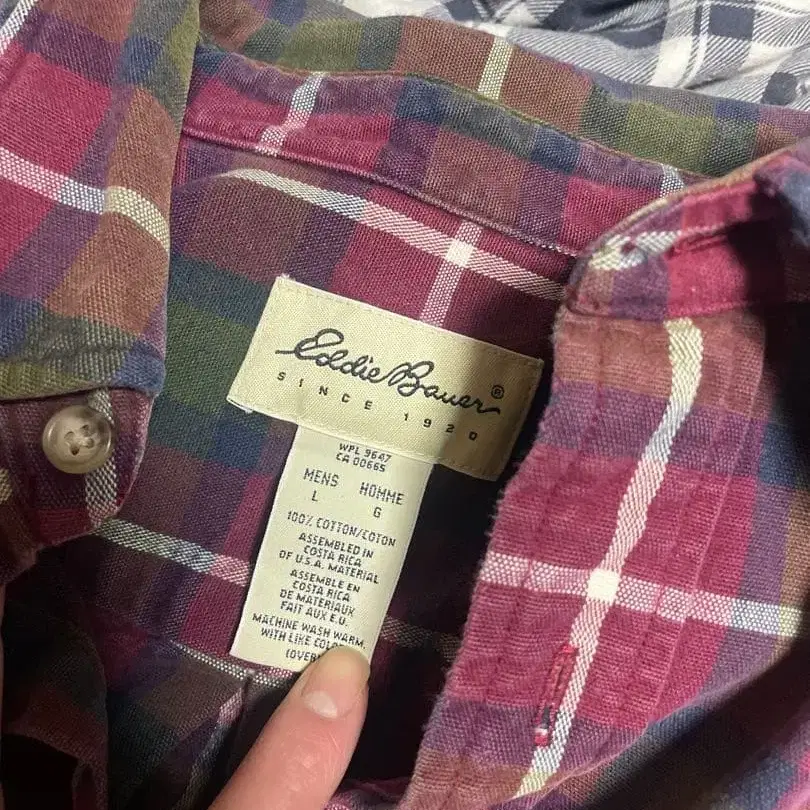 Eddie Bauer®
SINCE 1920
WPL 9647
CA 00665
MENS HOMME
L G
100% COTTON/COTON
ASSEMBLED IN
COSTA RICA
OF U.S.A. MATERIAL
ASSEMBLE EN
COSTA RICA
DE MATERIAUX
FAIT AUX E.U.
MACHINE WASH WARM,
WITH LIKE